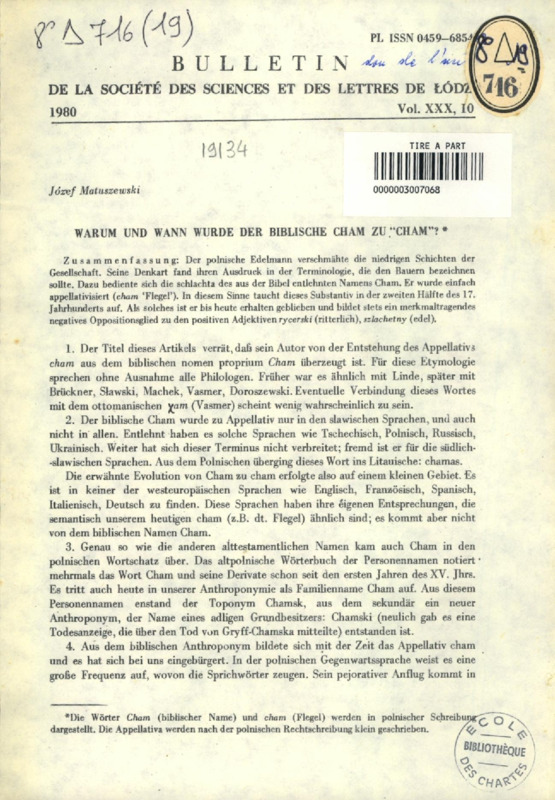 8° Δ 716 (19)
PL ISSN 0459-685
BULLETIN
don de l'
8° Δ 19
716
DE LA SOCIÉTÉ DES SCIENCES ET DES LETTRES DE ŁÓDŹ
1980
Vol. XXX, 10
19134
TIRE A PART
0000003007068
Józef Matuszewski
WARUM UND WANN WURDE DER BIBLISCHE CHAM ZU "CHAM"? *
Zusammenfassung: Der polnische Edelmann verschmähte die niedrigen Schichten der
Gesellschaft. Seine Denkart fand ihren Ausdruck in der Terminologie, die den Bauern bezeichnen
sollte. Dazu bediente sich die schlachta des aus der Bibel entlehnten Namens Cham. Er wurde einfach
appellativisiert (cham 'Flegel'). In diesem Sinne taucht dieses Substantiv in der zweiten Hälfte des 17.
Jahrhunderts auf. Als solches ist er bis heute erhalten geblieben und bildet stets ein merkmaltragendes
negatives Oppositionsglied zu den positiven Adjektiven rycerski (ritterlich), szlachetny (edel).
1. Der Titel dieses Artikels verrät, daß sein Autor von der Entstehung des Appellativs
cham aus dem biblischen nomen proprium Cham überzeugt ist. Für diese Etymologie
sprechen ohne Ausnahme alle Philologen. Früher war es ähnlich mit Linde, später mit
Brückner, Sławski, Machek, Vasmer, Doroszewski. Eventuelle Verbindung dieses Wortes
mit dem ottomanischen χam (Vasmer) scheint wenig wahrscheinlich zu sein.
2. Der biblische Cham wurde zu Appellativ nur in den slawischen Sprachen, und auch
nicht in allen. Entlehnt haben es solche Sprachen wie Tschechisch, Polnisch, Russisch,
Ukrainisch. Weiter hat sich dieser Terminus nicht verbreitet; fremd ist er für die südlich-
-slawischen Sprachen. Aus dem Polnischen überging dieses Wort ins Litauische: chamas.
Die erwähnte Evolution von Cham zu cham erfolgte also auf einem kleinen Gebiet. Es
ist in keiner der westeuropäischen Sprachen wie Englisch, Französisch, Spanisch,
Italienisch, Deutsch zu finden. Diese Sprachen haben ihre éigenen Entsprechungen, die
semantisch unserem heutigen cham (z.B. dt. Flegel) ähnlich sind; es kommt aber nicht
von dem biblischen Namen Cham.
3. Genau so wie die anderen alttestamentlichen Namen kam auch Cham in den
polnischen Wortschatz über. Das altpolnische Wörterbuch der Personennamen notiert
mehrmals das Wort Cham und seine Derivate schon seit den ersten Jahren des XV. Jhrs.
Es tritt auch heute in unserer Anthroponymie als Familienname Cham auf. Aus diesem
Personennamen enstand der Toponym Chamsk, aus dem sekundär ein neuer
Anthroponym, der Name eines adligen Grundbesitzers: Chamski (neulich gab es eine
Todesanzeige, die über den Tod von Gryff-Chamska mitteilte) entstanden ist.
4. Aus dem biblischen Anthroponym bildete sich mit der Zeit das Appellativ cham
und es hat sich bei uns eingebürgert. In der polnischen Gegenwartssprache weist es eine
große Frequenz auf, wovon die Sprichwörter zeugen. Sein pejorativer Anflug kommt in
*Die Wörter Cham (biblischer Name) und cham (Flegel) werden in polnischer Schreibung
dargestellt. Die Appellativa werden nach der polnischen Rechtschreibung klein geschrieben.
ECOLE
BIBLIOTHÈQUE
DES CHARTES